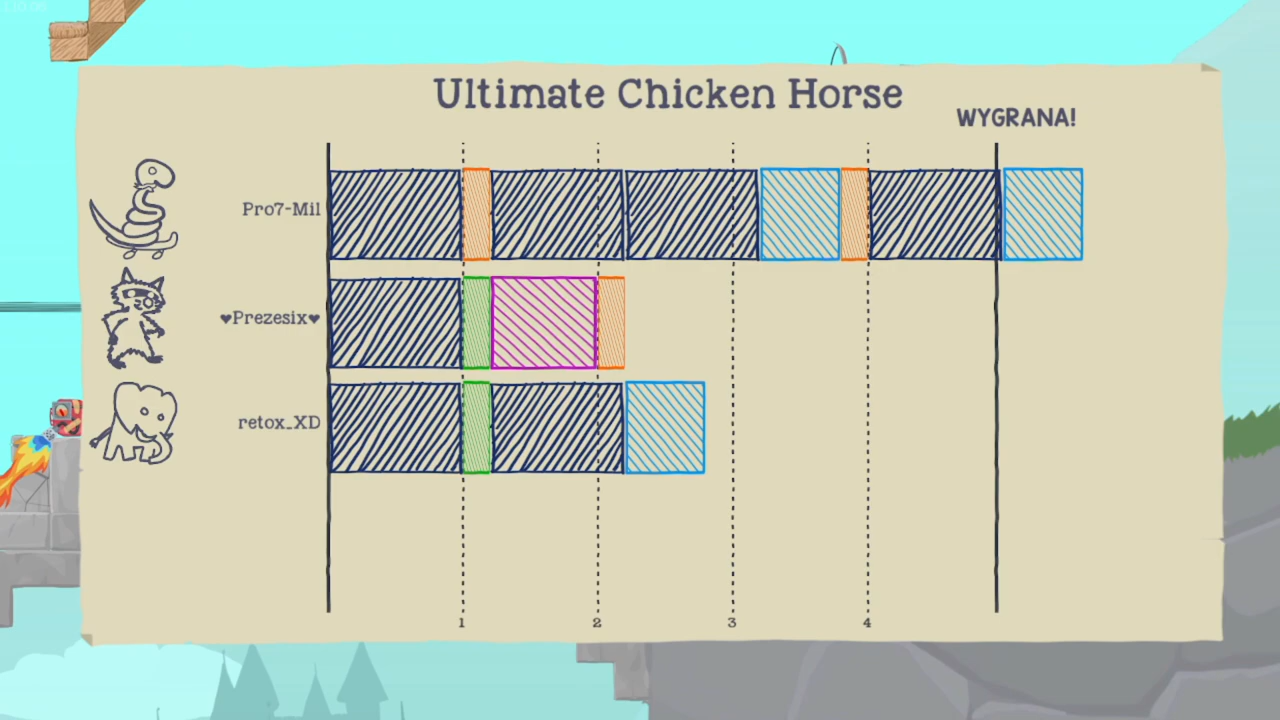 Ultimate Chicken Horse
WYGRANA!
Pro7-Mil
♥Prezesix♥
retox_XD
1 2 3 4